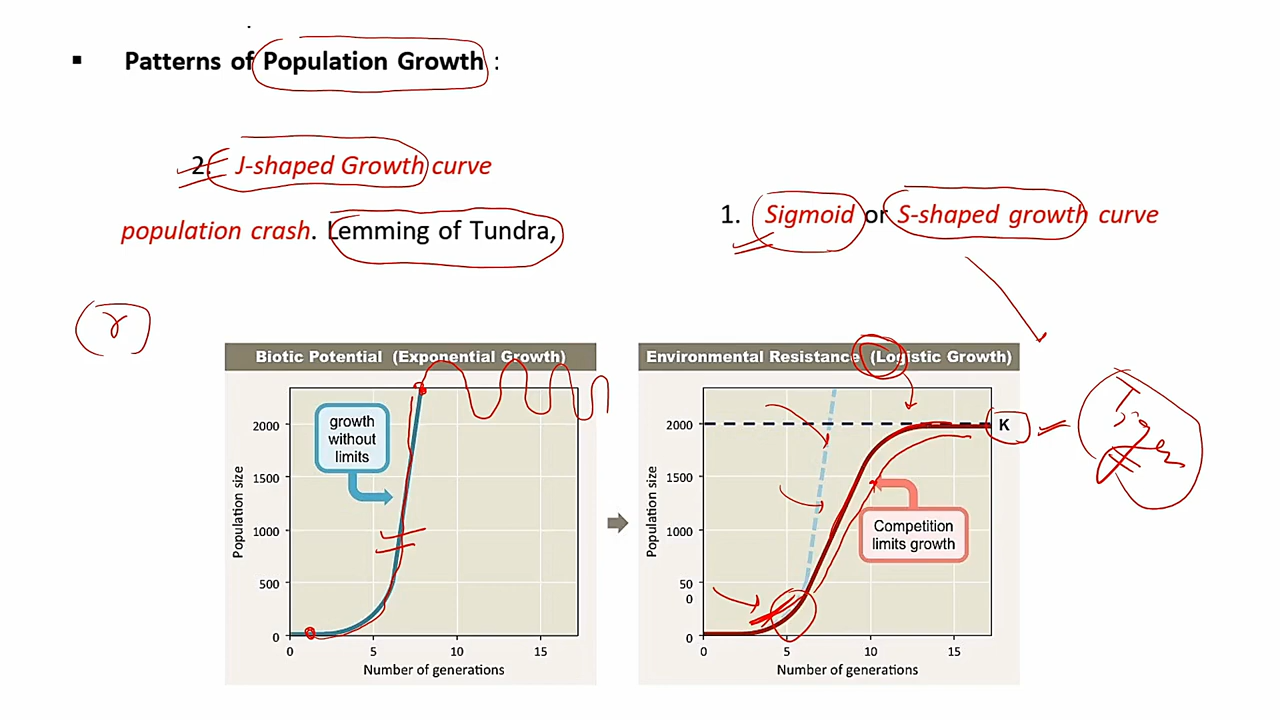 ▪ Patterns of Population Growth :
2. J-shaped Growth curve
population crash. Lemming of Tundra,
1. Sigmoid or S-shaped growth curve
r
Biotic Potential (Exponential Growth)
growth
without
limits
Population size
2000
1500
1000
500
0
0 5 10 15
Number of generations
Environmental Resistance (Logistic Growth)
K
Tiger
Competition
limits growth
Population size
2000
1500
1000
50
0
0
0 5 10 15
Number of generations